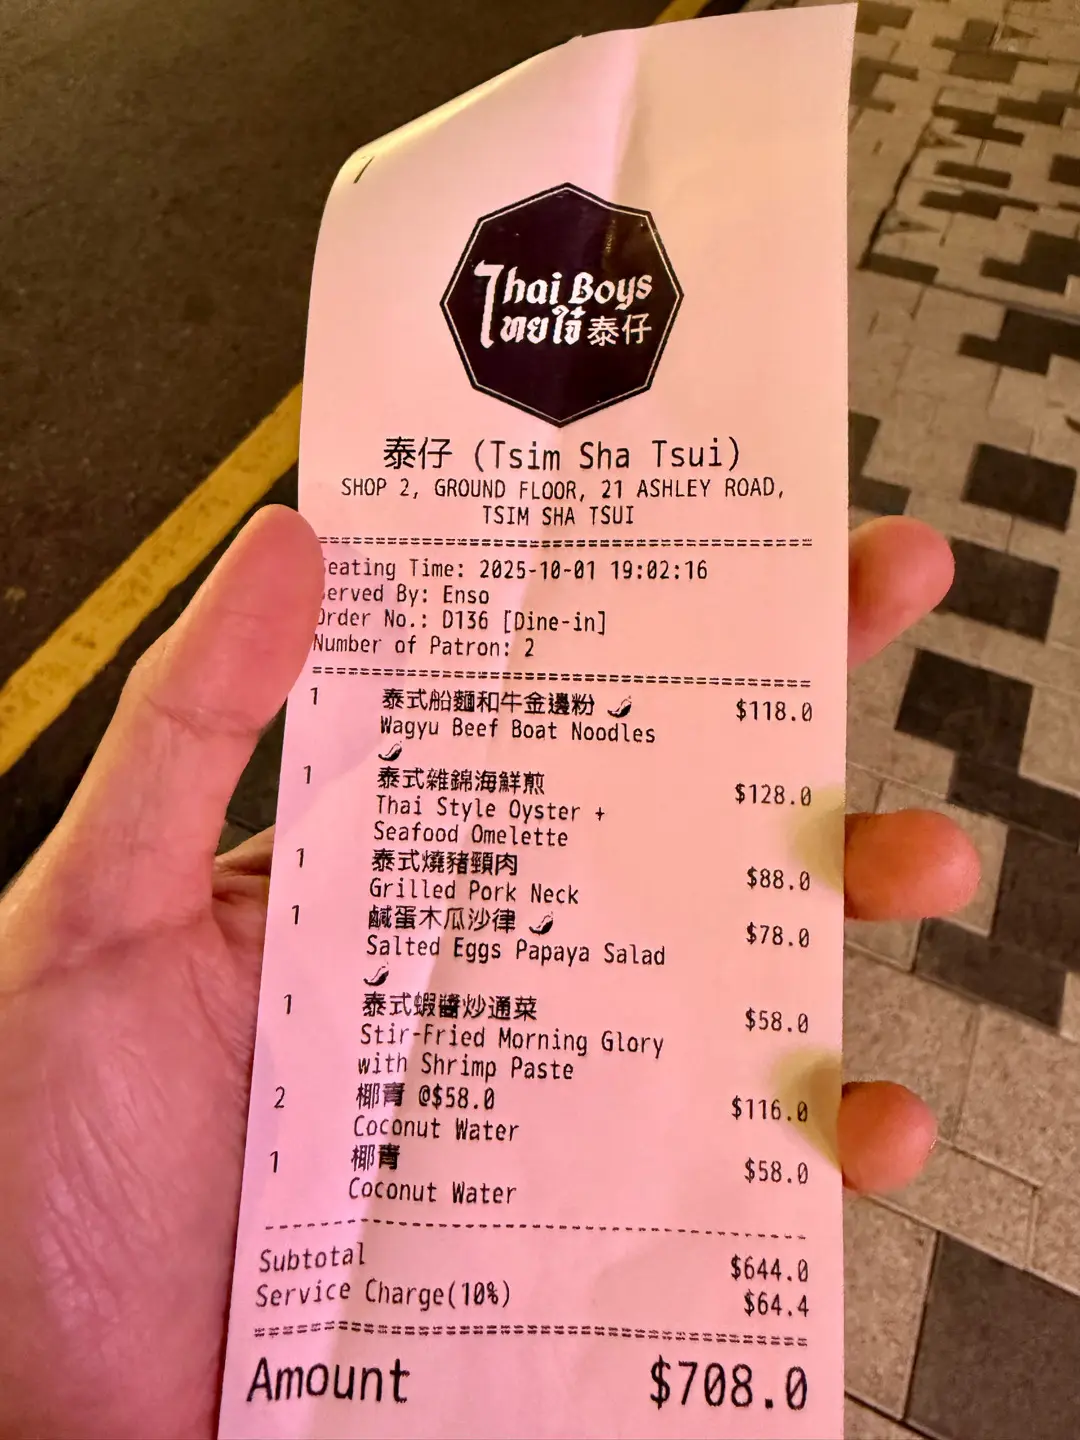 Thai Boys
ไทยใจ๋ 泰仔
泰仔 (Tsim Sha Tsui)
SHOP 2, GROUND FLOOR, 21 ASHLEY ROAD,
TSIM SHA TSUI
eating Time: 2025-10-01 19:02:16
erved By: Enso
Order No.: D136 [Dine-in]
Number of Patron: 2
1 泰式船麵和牛金邊粉 🌶 $118.0
Wagyu Beef Boat Noodles
🌶
1 泰式雜錦海鮮煎 $128.0
Thai Style Oyster +
Seafood Omelette
1 泰式燒豬頸肉 $88.0
Grilled Pork Neck
1 鹹蛋木瓜沙律 🌶 $78.0
Salted Eggs Papaya Salad
🌶
1 泰式蝦醬炒通菜 $58.0
Stir-Fried Morning Glory
with Shrimp Paste
2 椰青 @$58.0 $116.0
Coconut Water
1 椰青 $58.0
Coconut Water
Subtotal $644.0
Service Charge(10%) $64.4
Amount $708.0